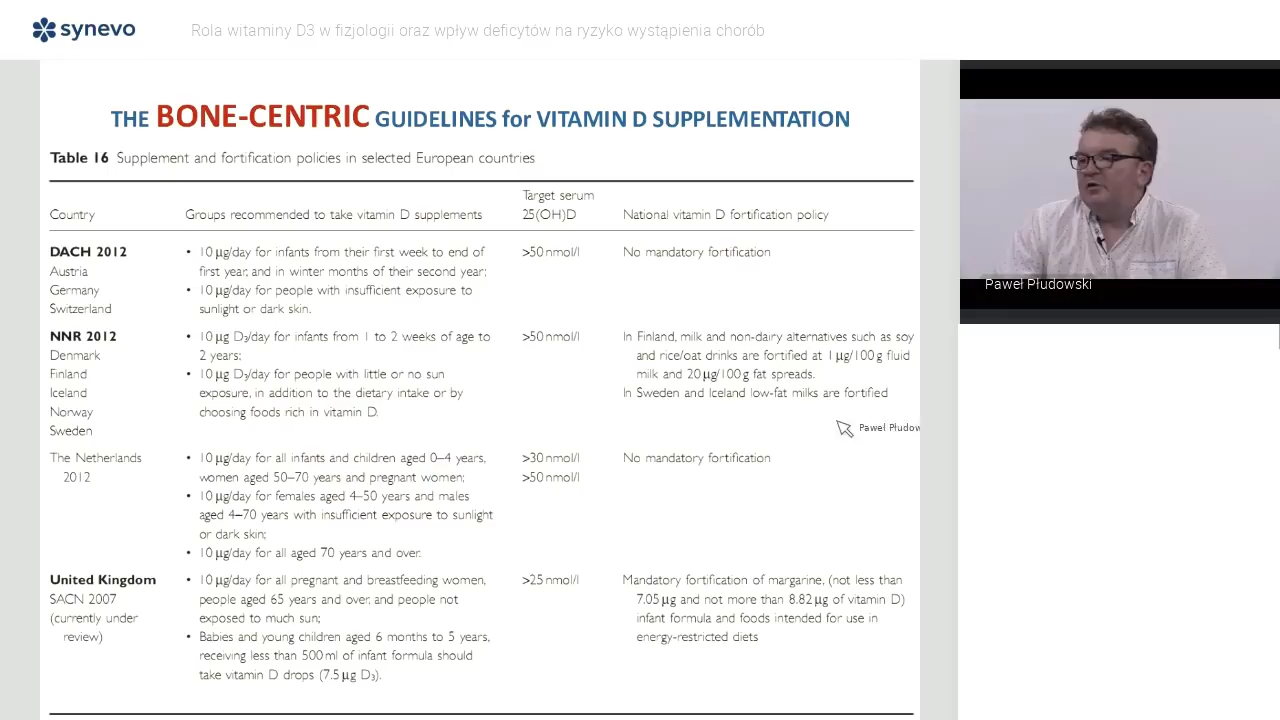 synevo
Rola witaminy D3 w fizjologii oraz wpływ deficytów na ryzyko wystąpienia chorób
THE BONE-CENTRIC GUIDELINES for VITAMIN D SUPPLEMENTATION
Table 16 Supplement and fortification policies in selected European countries
Target serum
Country Groups recommended to take vitamin D supplements 25(OH)D National vitamin D fortification policy
DACH 2012 • 10 µg/day for infants from their first week to end of >50 nmol/l No mandatory fortification
Austria first year, and in winter months of their second year;
Germany • 10 µg/day for people with insufficient exposure to
Switzerland sunlight or dark skin.
NNR 2012 • 10 µg D₃/day for infants from 1 to 2 weeks of age to >50 nmol/l In Finland, milk and non-dairy alternatives such as soy
Denmark 2 years; and rice/oat drinks are fortified at 1 µg/100 g fluid
Finland • 10 µg D₃/day for people with little or no sun milk and 20 µg/100 g fat spreads.
Iceland exposure, in addition to the dietary intake or by In Sweden and Iceland low-fat milks are fortified
Norway choosing foods rich in vitamin D.
Sweden
Paweł Płudow
The Netherlands • 10 µg/day for all infants and children aged 0–4 years, >30 nmol/l No mandatory fortification
2012 women aged 50–70 years and pregnant women; >50 nmol/l
• 10 µg/day for females aged 4–50 years and males
aged 4–70 years with insufficient exposure to sunlight
or dark skin;
• 10 µg/day for all aged 70 years and over.
United Kingdom • 10 µg/day for all pregnant and breastfeeding women, >25 nmol/l Mandatory fortification of margarine, (not less than
SACN 2007 people aged 65 years and over, and people not 7.05 µg and not more than 8.82 µg of vitamin D)
(currently under exposed to much sun; infant formula and foods intended for use in
review) • Babies and young children aged 6 months to 5 years, energy-restricted diets
receiving less than 500 ml of infant formula should
take vitamin D drops (7.5 µg D₃).
Paweł Płudowski